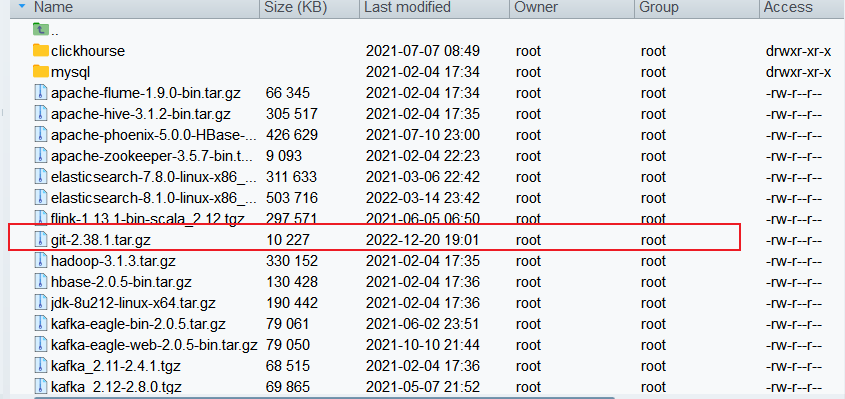 Name Size (KB) Last modified Owner Group Access
..
clickhourse 2021-07-07 08:49 root root drwxr-xr-x
mysql 2021-02-04 17:34 root root drwxr-xr-x
apache-flume-1.9.0-bin.tar.gz 66 345 2021-02-04 17:34 root root -rw-r--r--
apache-hive-3.1.2-bin.tar.gz 305 517 2021-02-04 17:35 root root -rw-r--r--
apache-phoenix-5.0.0-HBase-... 426 629 2021-07-10 23:00 root root -rw-r--r--
apache-zookeeper-3.5.7-bin.t... 9 093 2021-02-04 22:23 root root -rw-r--r--
elasticsearch-7.8.0-linux-x86_... 311 633 2021-03-06 22:42 root root -rw-r--r--
elasticsearch-8.1.0-linux-x86_... 503 716 2022-03-14 23:42 root root -rw-r--r--
flink-1.13.1-bin-scala_2.12.tgz 297 571 2021-06-05 06:50 root root -rw-r--r--
git-2.38.1.tar.gz 10 227 2022-12-20 19:01 root root -rw-r--r--
hadoop-3.1.3.tar.gz 330 152 2021-02-04 17:35 root root -rw-r--r--
hbase-2.0.5-bin.tar.gz 130 428 2021-02-04 17:36 root root -rw-r--r--
jdk-8u212-linux-x64.tar.gz 190 442 2021-02-04 17:36 root root -rw-r--r--
kafka-eagle-bin-2.0.5.tar.gz 79 061 2021-06-02 23:51 root root -rw-r--r--
kafka-eagle-web-2.0.5-bin.tar.gz 79 050 2021-10-10 21:44 root root -rw-r--r--
kafka_2.11-2.4.1.tgz 68 515 2021-02-04 17:36 root root -rw-r--r--
kafka_2.12-2.8.0.tgz 69 865 2021-05-07 21:52 root root -rw-r--r--